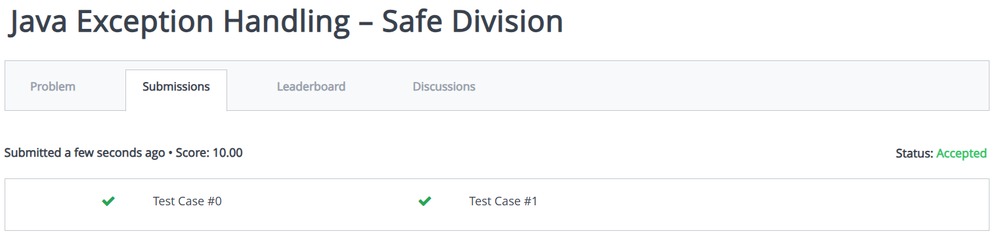 Java Exception Handling – Safe Division
Problem Submissions Leaderboard Discussions
Submitted a few seconds ago • Score: 10.00 Status: Accepted
Test Case #0 Test Case #1